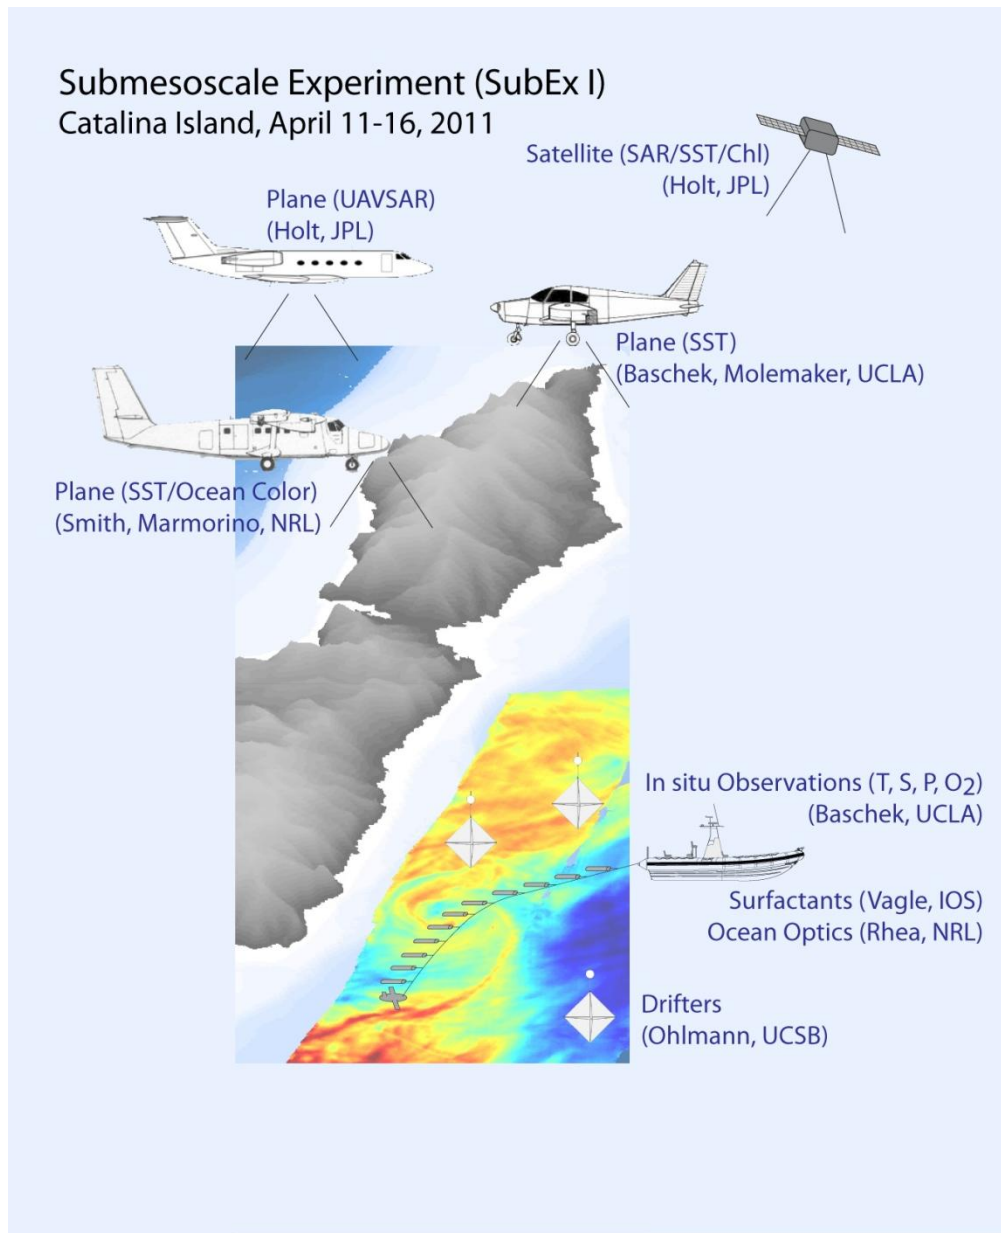 Submesoscale Experiment (SubEx I)
Catalina Island, April 11-16, 2011
Satellite (SAR/SST/Chl)
(Holt, JPL)
Plane (UAVSAR)
(Holt, JPL)
Plane (SST)
(Baschek, Molemaker, UCLA)
Plane (SST/Ocean Color)
(Smith, Marmorino, NRL)
In situ Observations (T, S, P, O2)
(Baschek, UCLA)
Surfactants (Vagle, IOS)
Ocean Optics (Rhea, NRL)
Drifters
(Ohlmann, UCSB)